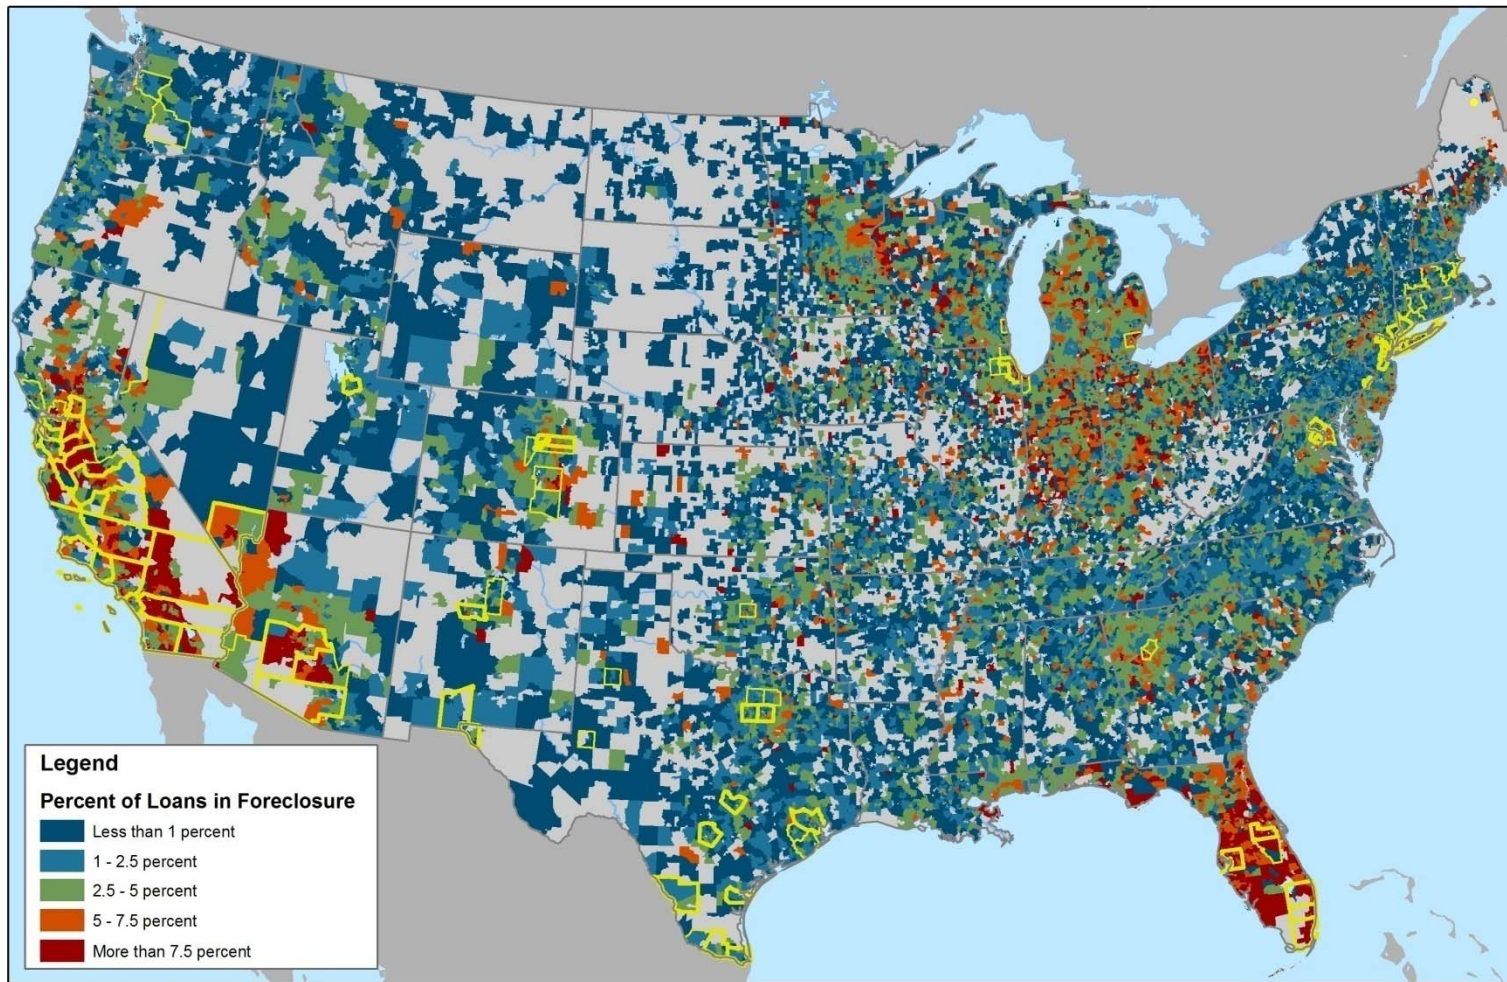 Legend
Percent of Loans in Foreclosure
Less than 1 percent
1 - 2.5 percent
2.5 - 5 percent
5 - 7.5 percent
More than 7.5 percent